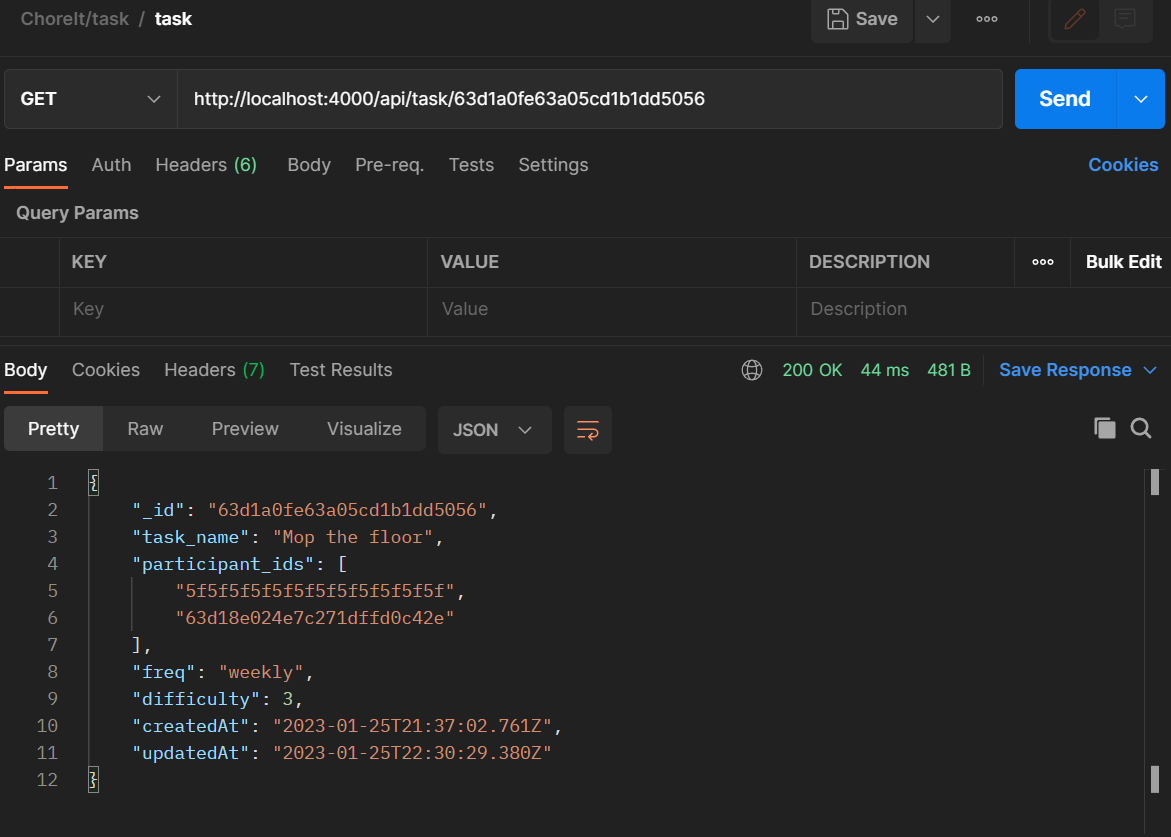 ChoreIt/task / task Save ooo
GET http://localhost:4000/api/task/63d1a0fe63a05cd1b1dd5056 Send
Params Auth Headers (6) Body Pre-req. Tests Settings Cookies
Query Params
KEY VALUE DESCRIPTION ooo Bulk Edit
Key Value Description
Body Cookies Headers (7) Test Results 200 OK 44 ms 481 B Save Response
Pretty Raw Preview Visualize JSON
1 {
2 "_id": "63d1a0fe63a05cd1b1dd5056",
3 "task_name": "Mop the floor",
4 "participant_ids": [
5 "5f5f5f5f5f5f5f5f5f5f5f5f",
6 "63d18e024e7c271dffd0c42e"
7 ],
8 "freq": "weekly",
9 "difficulty": 3,
10 "createdAt": "2023-01-25T21:37:02.761Z",
11 "updatedAt": "2023-01-25T22:30:29.380Z"
12 }